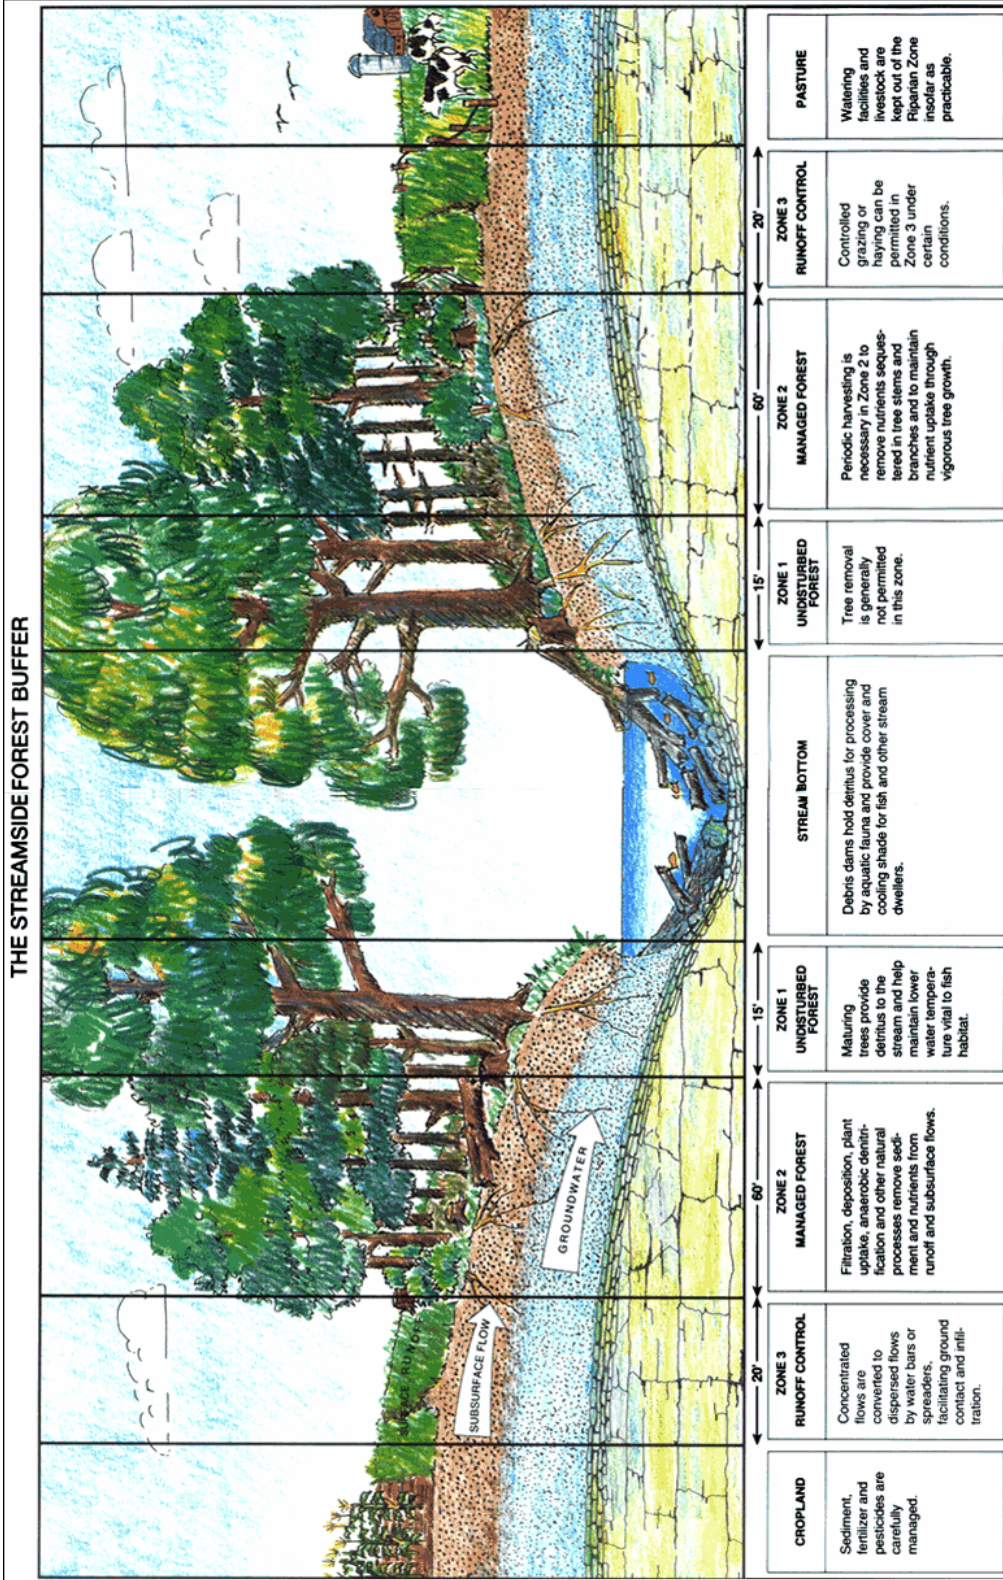 THE STREAMSIDE FOREST BUFFER
SURFACE RUNOFF
SUBSURFACE FLOW
GROUNDWATER
20'
60'
15'
15'
60'
20'
CROPLAND
Sediment,
fertilizer and
pesticides are
carefully
managed.
ZONE 3
RUNOFF CONTROL
Concentrated
flows are
converted to
dispersed flows
by water bars or
spreaders,
facilitating ground
contact and infil-
tration.
ZONE 2
MANAGED FOREST
Filtration, deposition, plant
uptake, anaerobic denitri-
fication and other natural
processes remove sedi-
ment and nutrients from
runoff and subsurface flows.
ZONE 1
UNDISTURBED
FOREST
Maturing
trees provide
detritus to the
stream and help
maintain lower
water tempera-
ture vital to fish
habitat.
STREAM BOTTOM
Debris dams hold detritus for processing
by aquatic fauna and provide cover and
cooling shade for fish and other stream
dwellers.
ZONE 1
UNDISTURBED
FOREST
Tree removal
is generally
not permitted
in this zone.
ZONE 2
MANAGED FOREST
Periodic harvesting is
necessary in Zone 2 to
remove nutrients seques-
tered in tree stems and
branches and to maintain
nutrient uptake through
vigorous tree growth.
ZONE 3
RUNOFF CONTROL
Controlled
grazing or
haying can be
permitted in
Zone 3 under
certain
conditions.
PASTURE
Watering
facilities and
livestock are
kept out of the
Riparian Zone
insofar as
practicable.